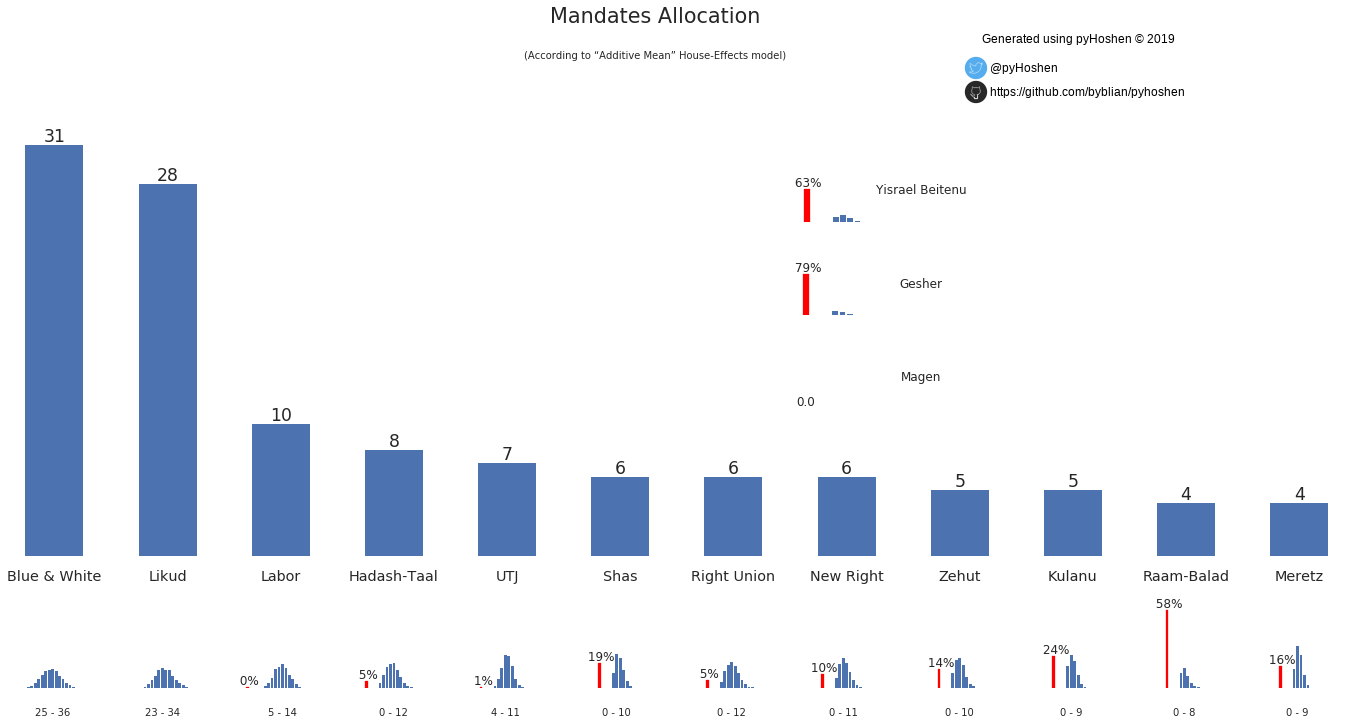 Mandates Allocation
(According to “Additive Mean” House-Effects model)
Generated using pyHoshen © 2019
@pyHoshen
https://github.com/byblian/pyhoshen
31
28
63%
Yisrael Beitenu
79%
Gesher
Magen
0.0
10
8
7
6
6
6
5
5
4
4
Blue & White
Likud
Labor
Hadash-Taal
UTJ
Shas
Right Union
New Right
Zehut
Kulanu
Raam-Balad
Meretz
0%
5%
1%
19%
5%
10%
14%
24%
58%
16%
25 - 36
23 - 34
5 - 14
0 - 12
4 - 11
0 - 10
0 - 12
0 - 11
0 - 10
0 - 9
0 - 8
0 - 9